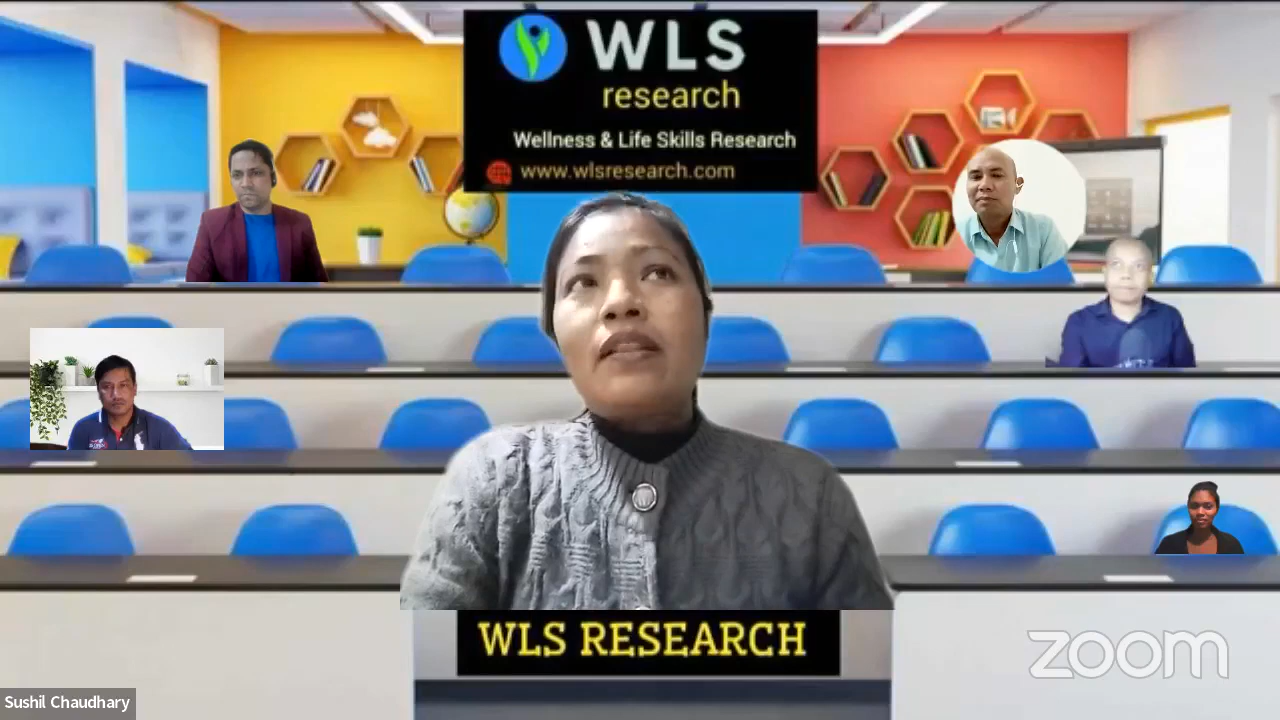 WLS
research
Wellness & Life Skills Research
www.wlsresearch.com
WLS RESEARCH
zoom
Sushil Chaudhary